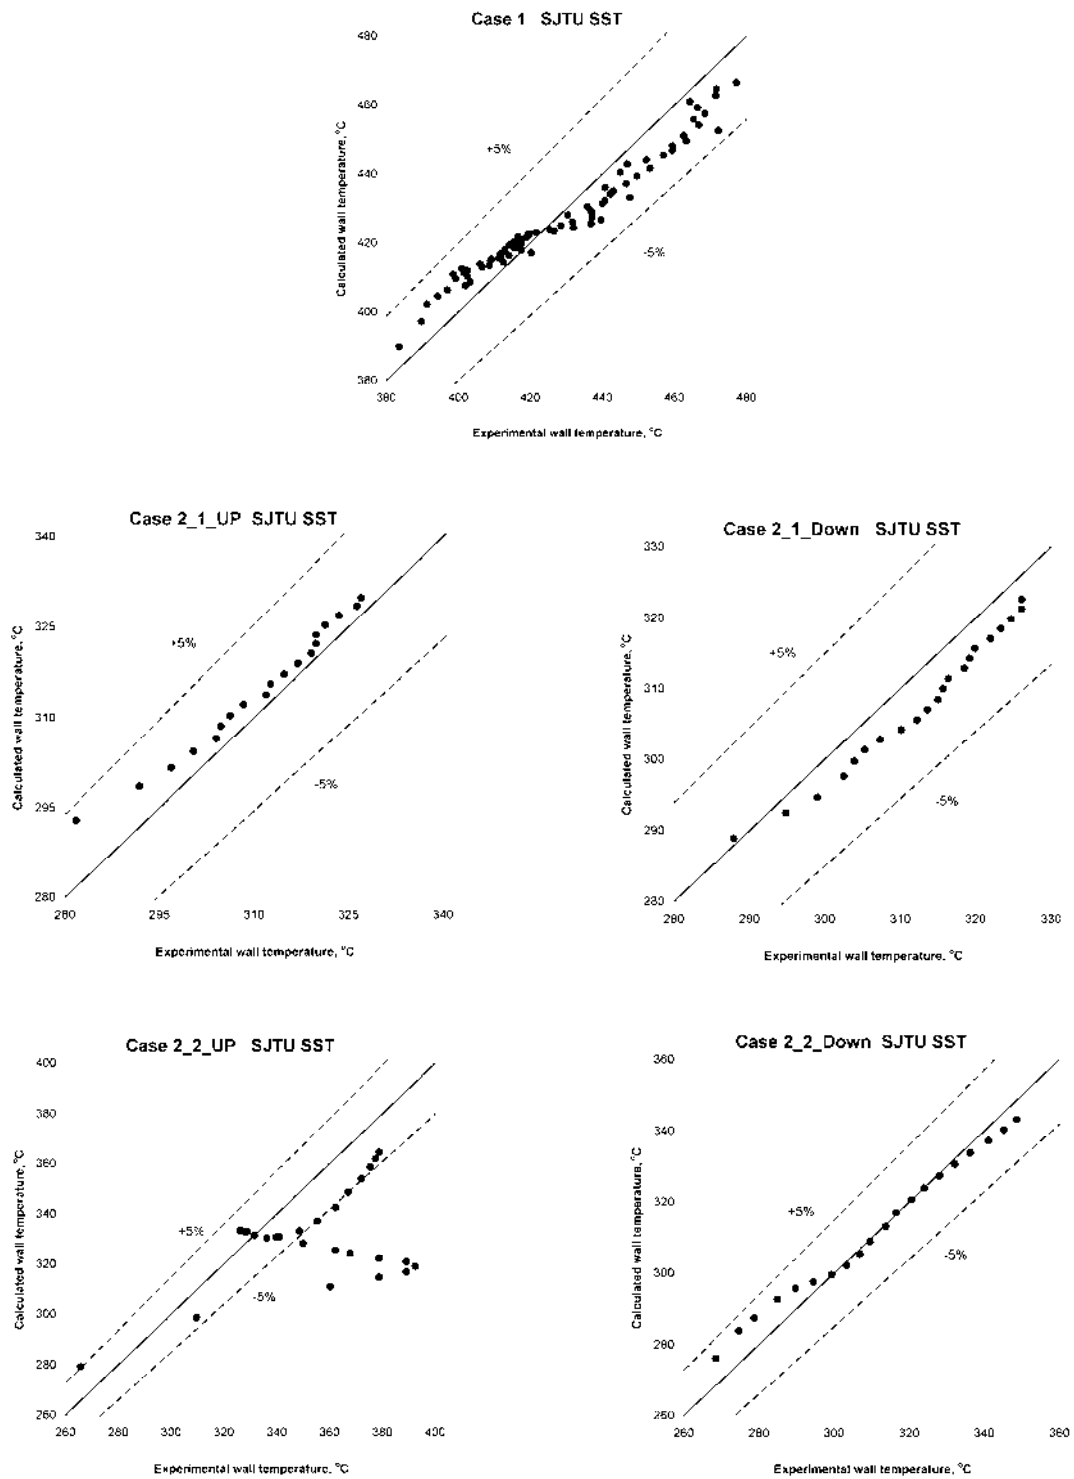 Case 1 SJTU SST
480
460
440
420
400
380
Calculated wall temperature, °C
+5%
-5%
380 400 420 440 460 480
Experimental wall temperature, °C
Case 2_1_UP SJTU SST
340
325
310
295
280
Calculated wall temperature, °C
+5%
-5%
280 295 310 325 340
Experimental wall temperature, °C
Case 2_1_Down SJTU SST
330
320
310
300
290
280
Calculated wall temperature, °C
+5%
-5%
280 290 300 310 320 330
Experimental wall temperature, °C
Case 2_2_UP SJTU SST
400
380
360
340
320
300
280
260
Calculated wall temperature, °C
+5%
-5%
260 280 300 320 340 360 380 400
Experimental wall temperature, °C
Case 2_2_Down SJTU SST
360
340
320
300
280
260
Calculated wall temperature, °C
+5%
-5%
260 280 300 320 340 360
Experimental wall temperature, °C